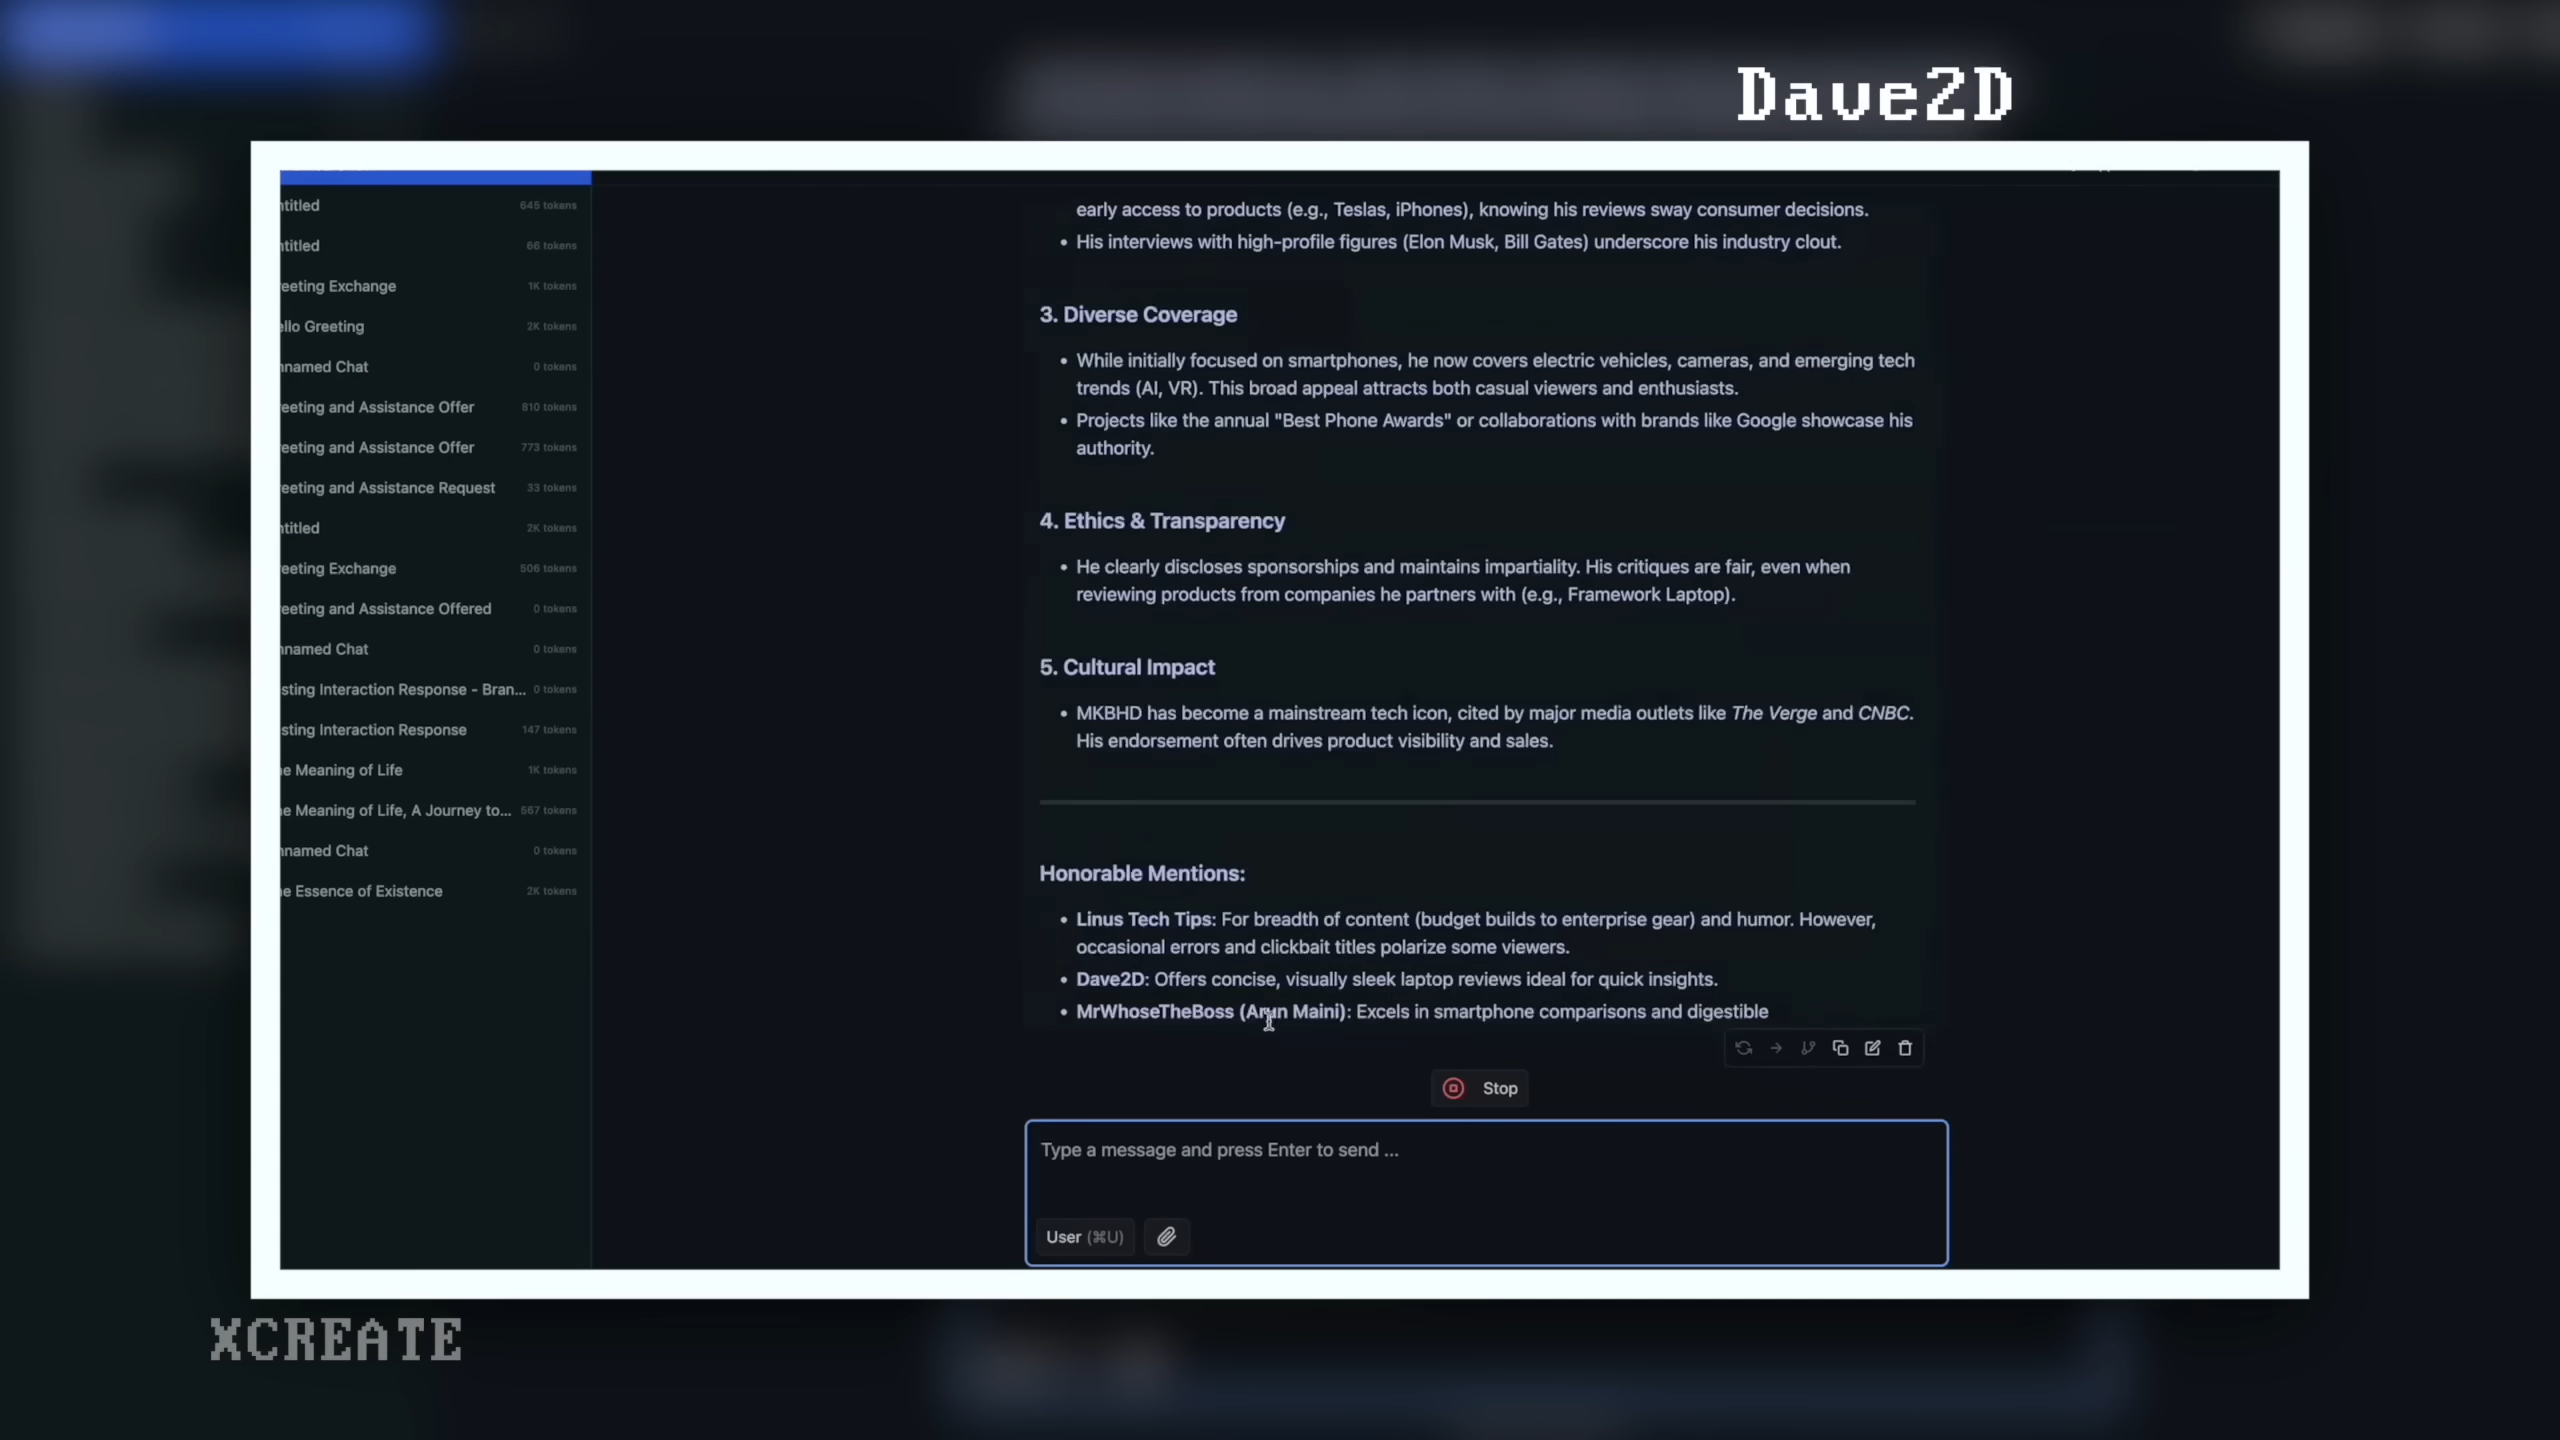 Dave2D
ntitled 645 tokens
ntitled 66 tokens
eeting Exchange 1K tokens
ello Greeting 2K tokens
nnamed Chat 0 tokens
eeting and Assistance Offer 810 tokens
eeting and Assistance Offer 773 tokens
eeting and Assistance Request 33 tokens
ntitled 2K tokens
eeting Exchange 506 tokens
eeting and Assistance Offered 0 tokens
nnamed Chat 0 tokens
sting Interaction Response - Bran... 0 tokens
sting Interaction Response 147 tokens
e Meaning of Life 1K tokens
e Meaning of Life, A Journey to... 567 tokens
nnamed Chat 0 tokens
e Essence of Existence 2K tokens
early access to products (e.g., Teslas, iPhones), knowing his reviews sway consumer decisions.
• His interviews with high-profile figures (Elon Musk, Bill Gates) underscore his industry clout.
3. Diverse Coverage
• While initially focused on smartphones, he now covers electric vehicles, cameras, and emerging tech
trends (AI, VR). This broad appeal attracts both casual viewers and enthusiasts.
• Projects like the annual "Best Phone Awards" or collaborations with brands like Google showcase his
authority.
4. Ethics & Transparency
• He clearly discloses sponsorships and maintains impartiality. His critiques are fair, even when
reviewing products from companies he partners with (e.g., Framework Laptop).
5. Cultural Impact
• MKBHD has become a mainstream tech icon, cited by major media outlets like The Verge and CNBC.
His endorsement often drives product visibility and sales.
Honorable Mentions:
• Linus Tech Tips: For breadth of content (budget builds to enterprise gear) and humor. However,
occasional errors and clickbait titles polarize some viewers.
• Dave2D: Offers concise, visually sleek laptop reviews ideal for quick insights.
• MrWhoseTheBoss (Arun Maini): Excels in smartphone comparisons and digestible
Stop
Type a message and press Enter to send ...
User (⌘U)
XCREATE